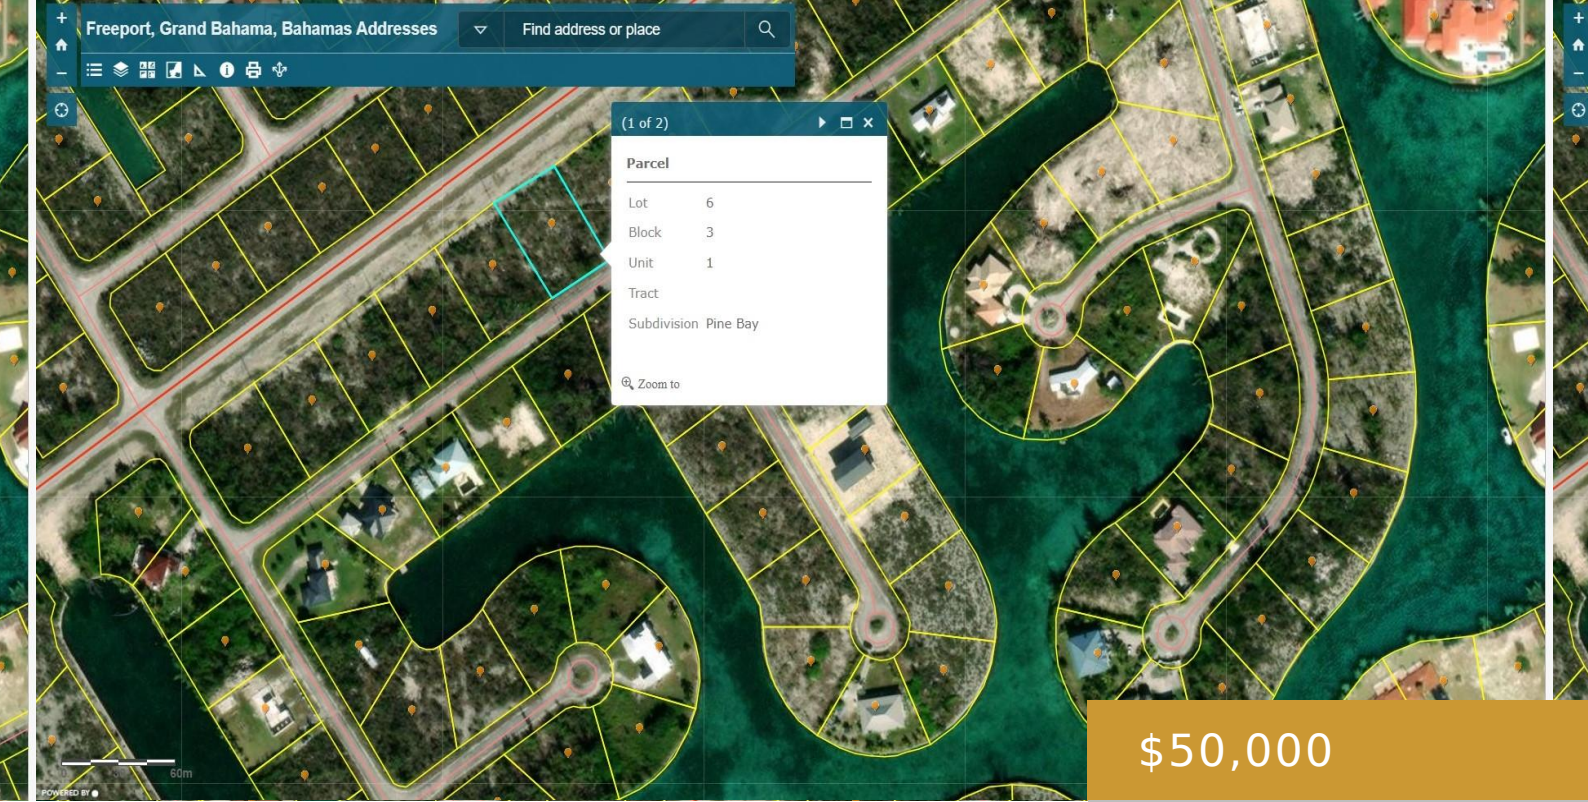 Freeport, Grand Bahama, Bahamas Addresses
Find address or place
(1 of 2)
Parcel
Lot 6
Block 3
Unit 1
Tract
Subdivision Pine Bay
Zoom to
60m
POWERED BY
$50,000